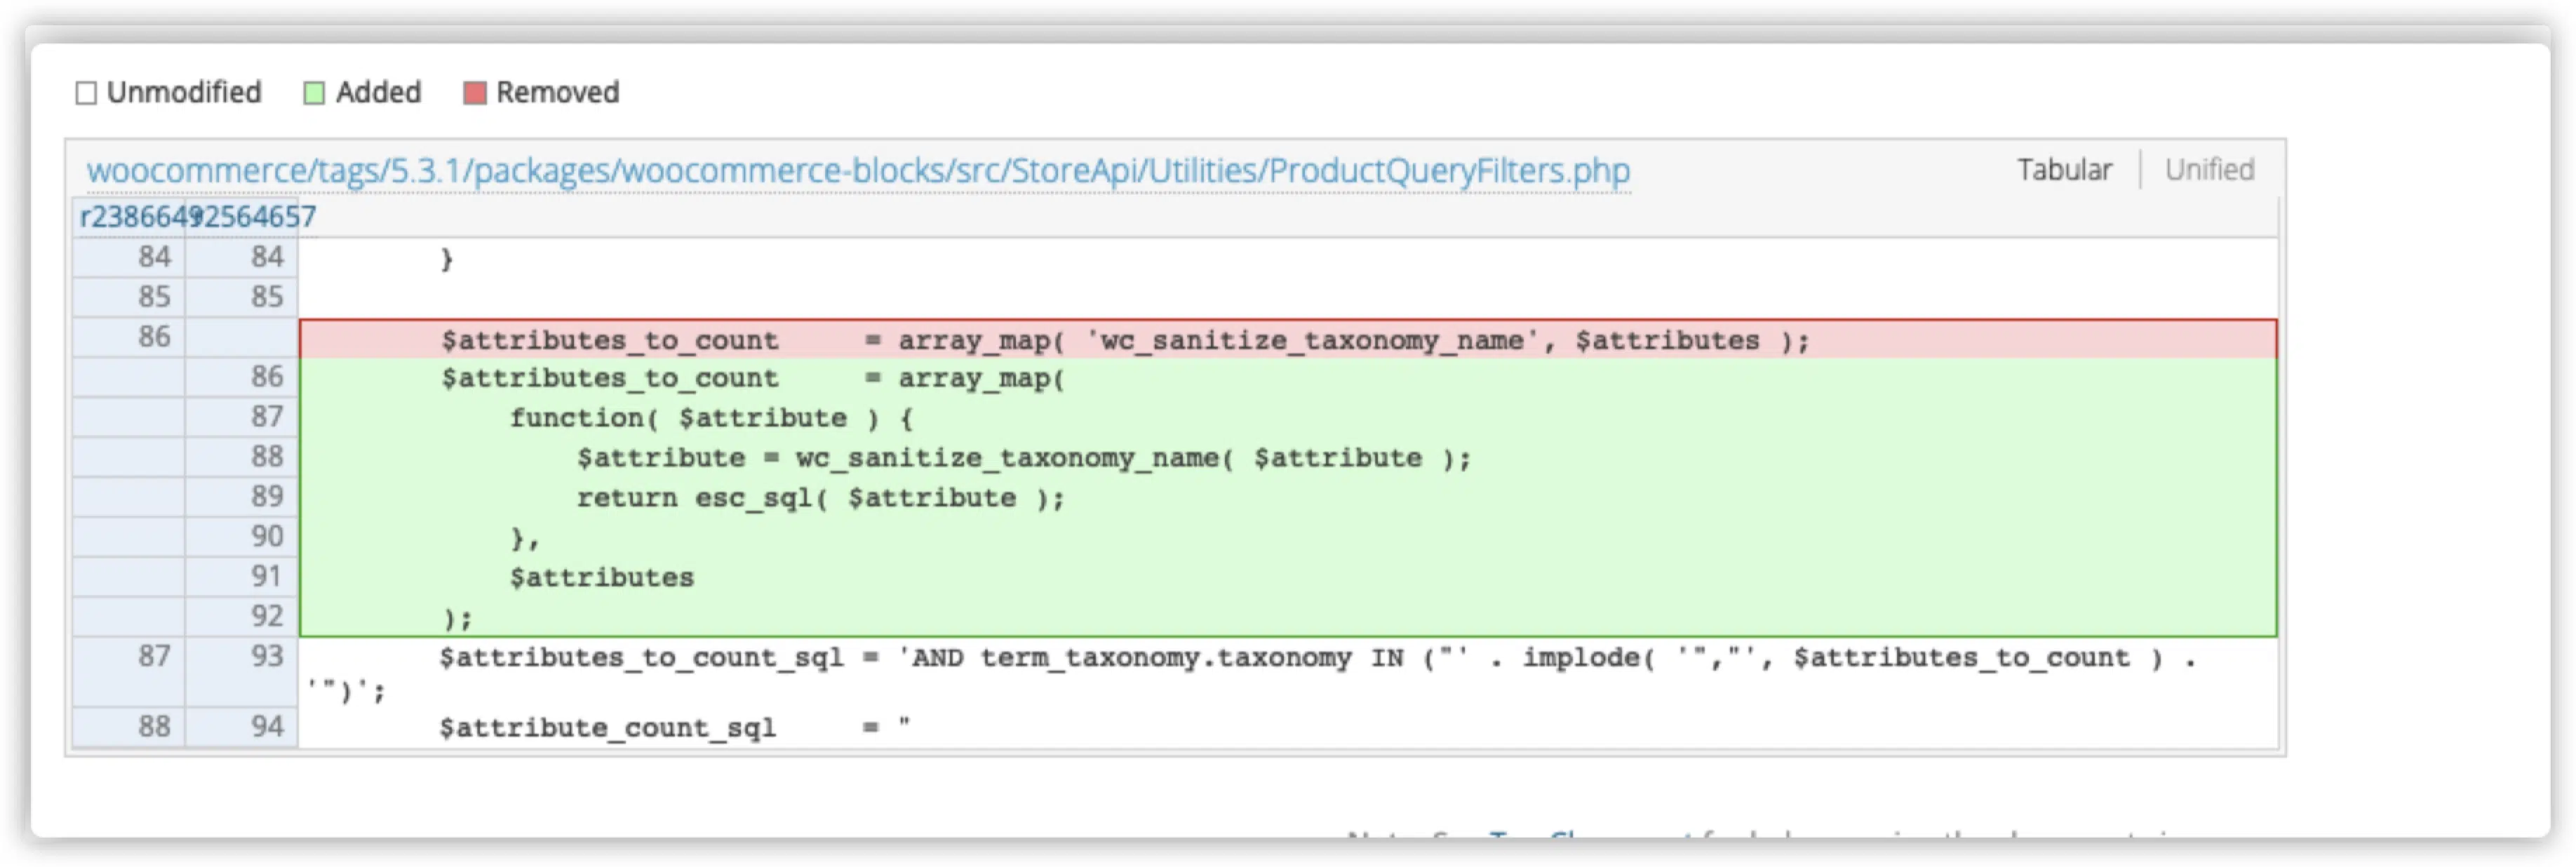 Unmodified Added Removed
woocommerce/tags/5.3.1/packages/woocommerce-blocks/src/StoreApi/Utilities/ProductQueryFilters.php Tabular Unified
r2386649 r2564657
84 84 }
85 85
86 $attributes_to_count = array_map( 'wc_sanitize_taxonomy_name', $attributes );
86 $attributes_to_count = array_map(
87 function( $attribute ) {
88 $attribute = wc_sanitize_taxonomy_name( $attribute );
89 return esc_sql( $attribute );
90 },
91 $attributes
92 );
87 93 $attributes_to_count_sql = 'AND term_taxonomy.taxonomy IN ("' . implode( '","', $attributes_to_count ) .
'")';
88 94 $attribute_count_sql = "